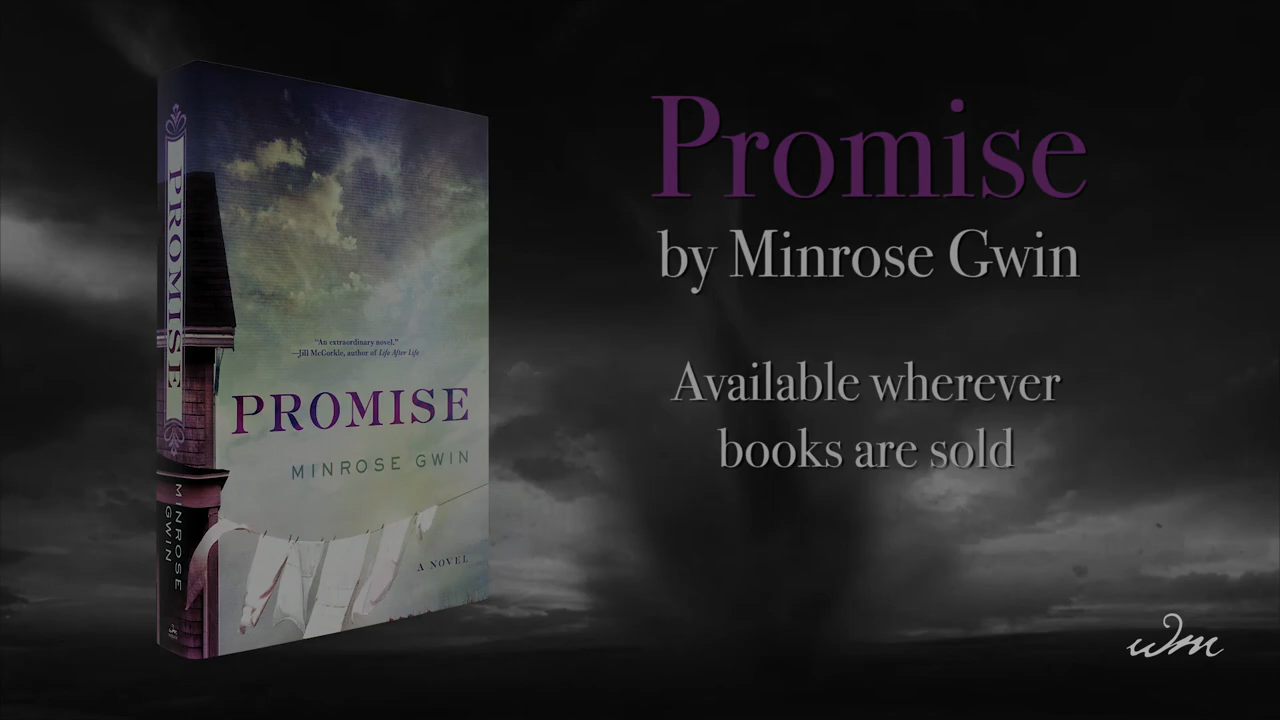 PROMISE
MINROSE
GWIN
"An extraordinary novel."
—Jill McCorkle, author of Life After Life
PROMISE
MINROSE GWIN
A NOVEL
Promise
by Minrose Gwin
Available wherever
books are sold
wm